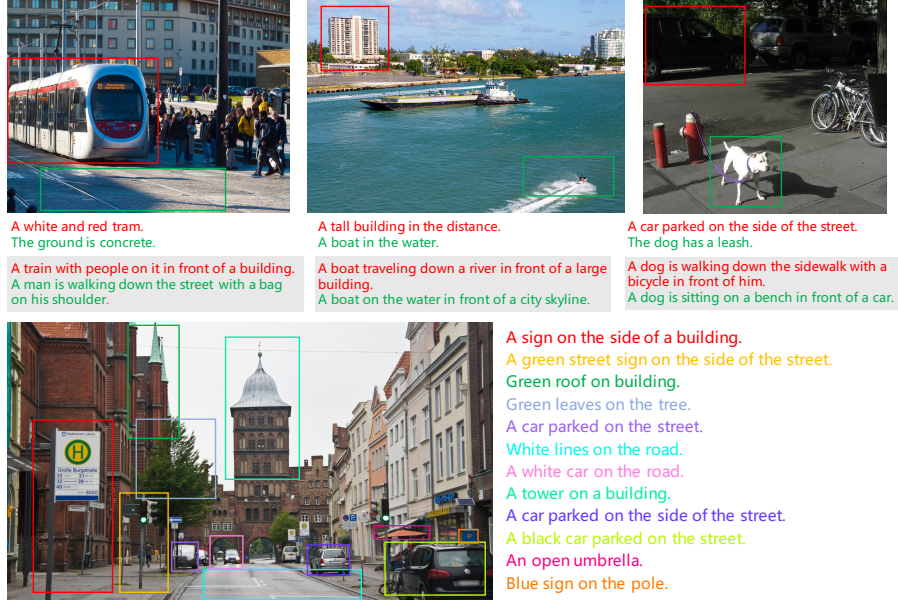 A white and red tram.
The ground is concrete.
A train with people on it in front of a building.
A man is walking down the street with a bag
on his shoulder.
A tall building in the distance.
A boat in the water.
A boat traveling down a river in front of a large
building.
A boat on the water in front of a city skyline.
A car parked on the side of the street.
The dog has a leash.
A dog is walking down the sidewalk with a
bicycle in front of him.
A dog is sitting on a bench in front of a car.
H
Große Burgstraße
A sign on the side of a building.
A green street sign on the side of the street.
Green roof on building.
Green leaves on the tree.
A car parked on the street.
White lines on the road.
A white car on the road.
A tower on a building.
A car parked on the side of the street.
A black car parked on the street.
An open umbrella.
Blue sign on the pole.